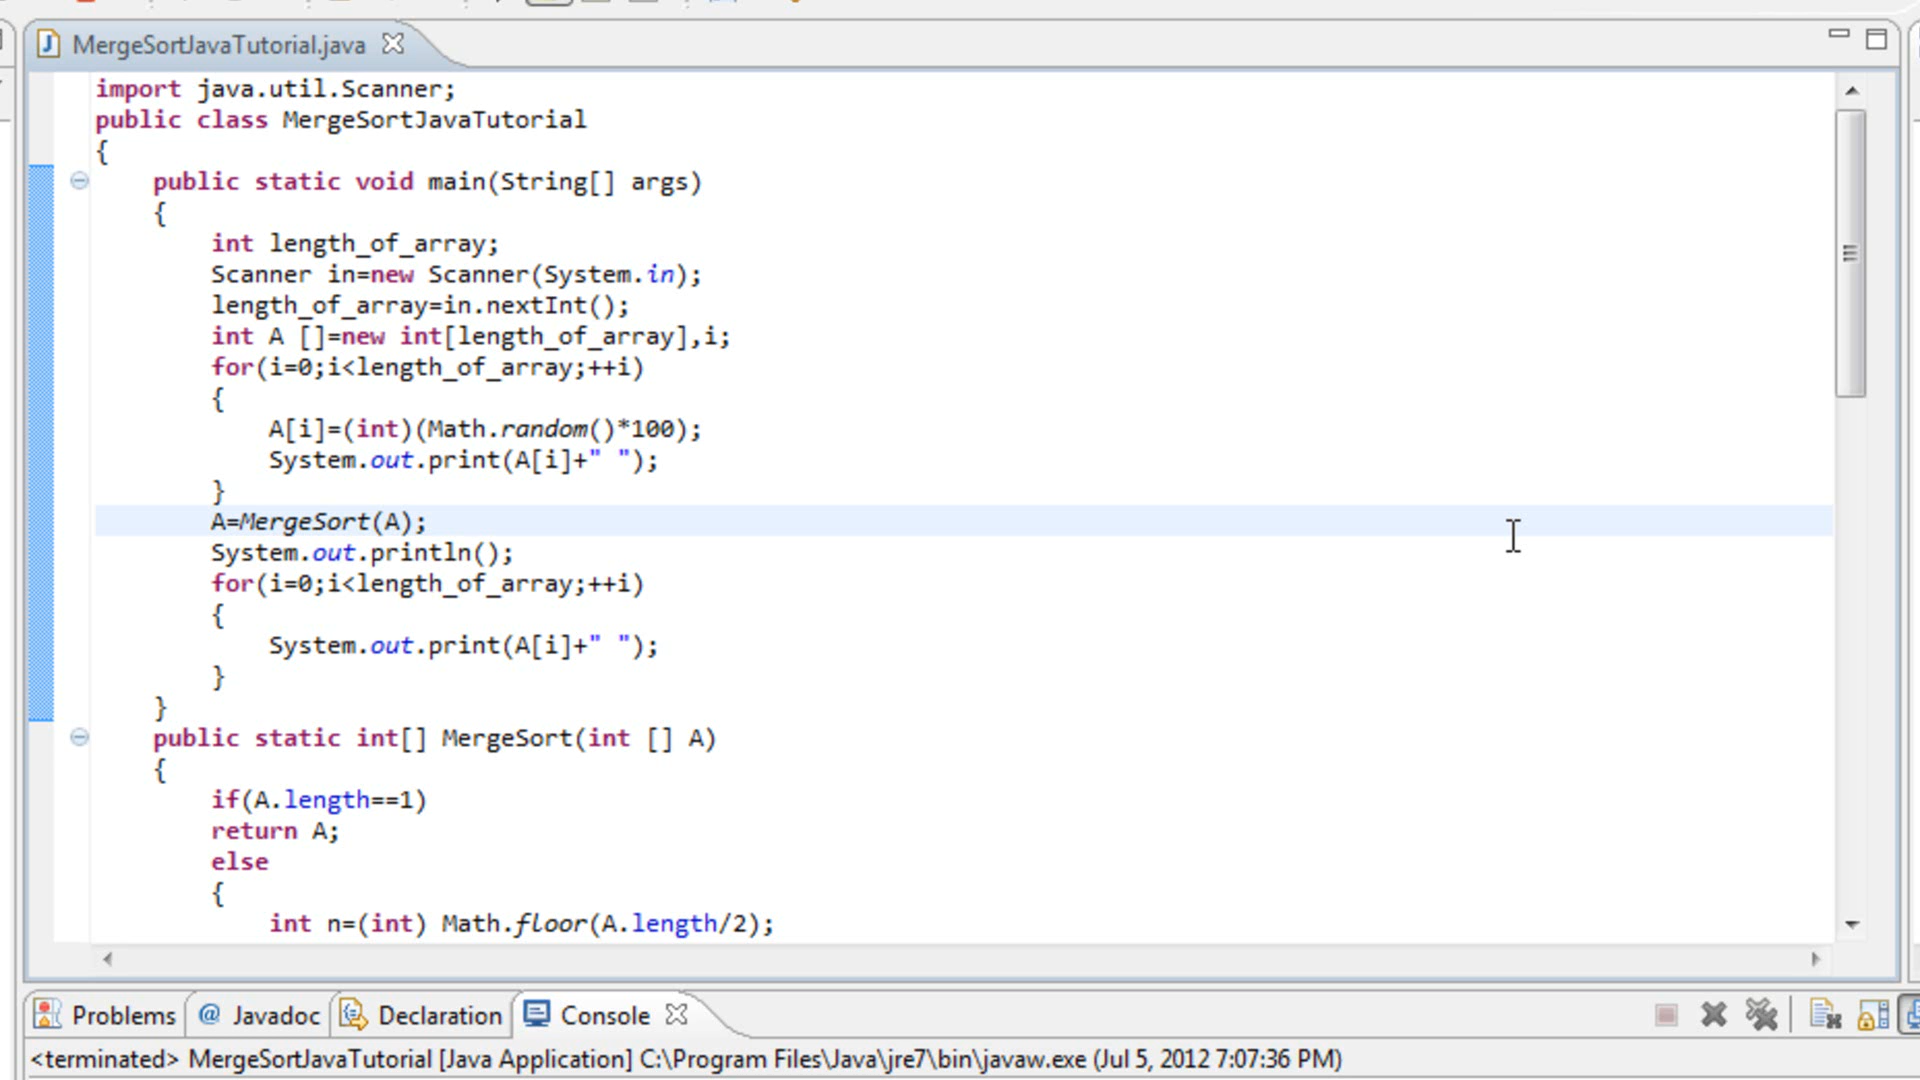 MergeSortJavaTutorial.java
import java.util.Scanner;
public class MergeSortJavaTutorial
{
public static void main(String[] args)
{
int length_of_array;
Scanner in=new Scanner(System.in);
length_of_array=in.nextInt();
int A []=new int[length_of_array],i;
for(i=0;i<length_of_array;++i)
{
A[i]=(int)(Math.random()*100);
System.out.print(A[i]+" ");
}
A=MergeSort(A);
System.out.println();
for(i=0;i<length_of_array;++i)
{
System.out.print(A[i]+" ");
}
}
public static int[] MergeSort(int [] A)
{
if(A.length==1)
return A;
else
{
int n=(int) Math.floor(A.length/2);
Problems @ Javadoc Declaration Console
<terminated> MergeSortJavaTutorial [Java Application] C:\Program Files\Java\jre7\bin\javaw.exe (Jul 5, 2012 7:07:36 PM)